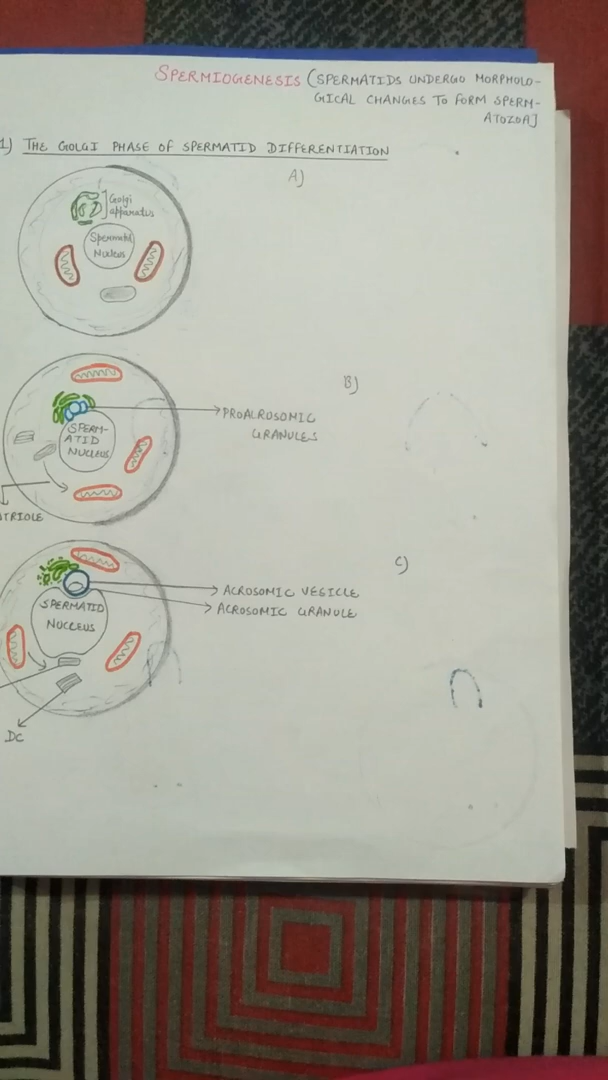 SPERMIOGENESIS (SPERMATIDS UNDERGO MORPHOLO-
GICAL CHANGES TO FORM SPERM-
ATOZOA]
1) THE GOLGI PHASE OF SPERMATID DIFFERENTIATION
A)
Golgi
apparatus
Spermatid
Nucleus
B)
PROACROSOMIC
GRANULES
SPERM-
ATID
NUCLEUS
TRIOLE
C)
ACROSOMIC VESICLE
ACROSOMIC GRANULE
SPERMATID
NUCLEUS
DC